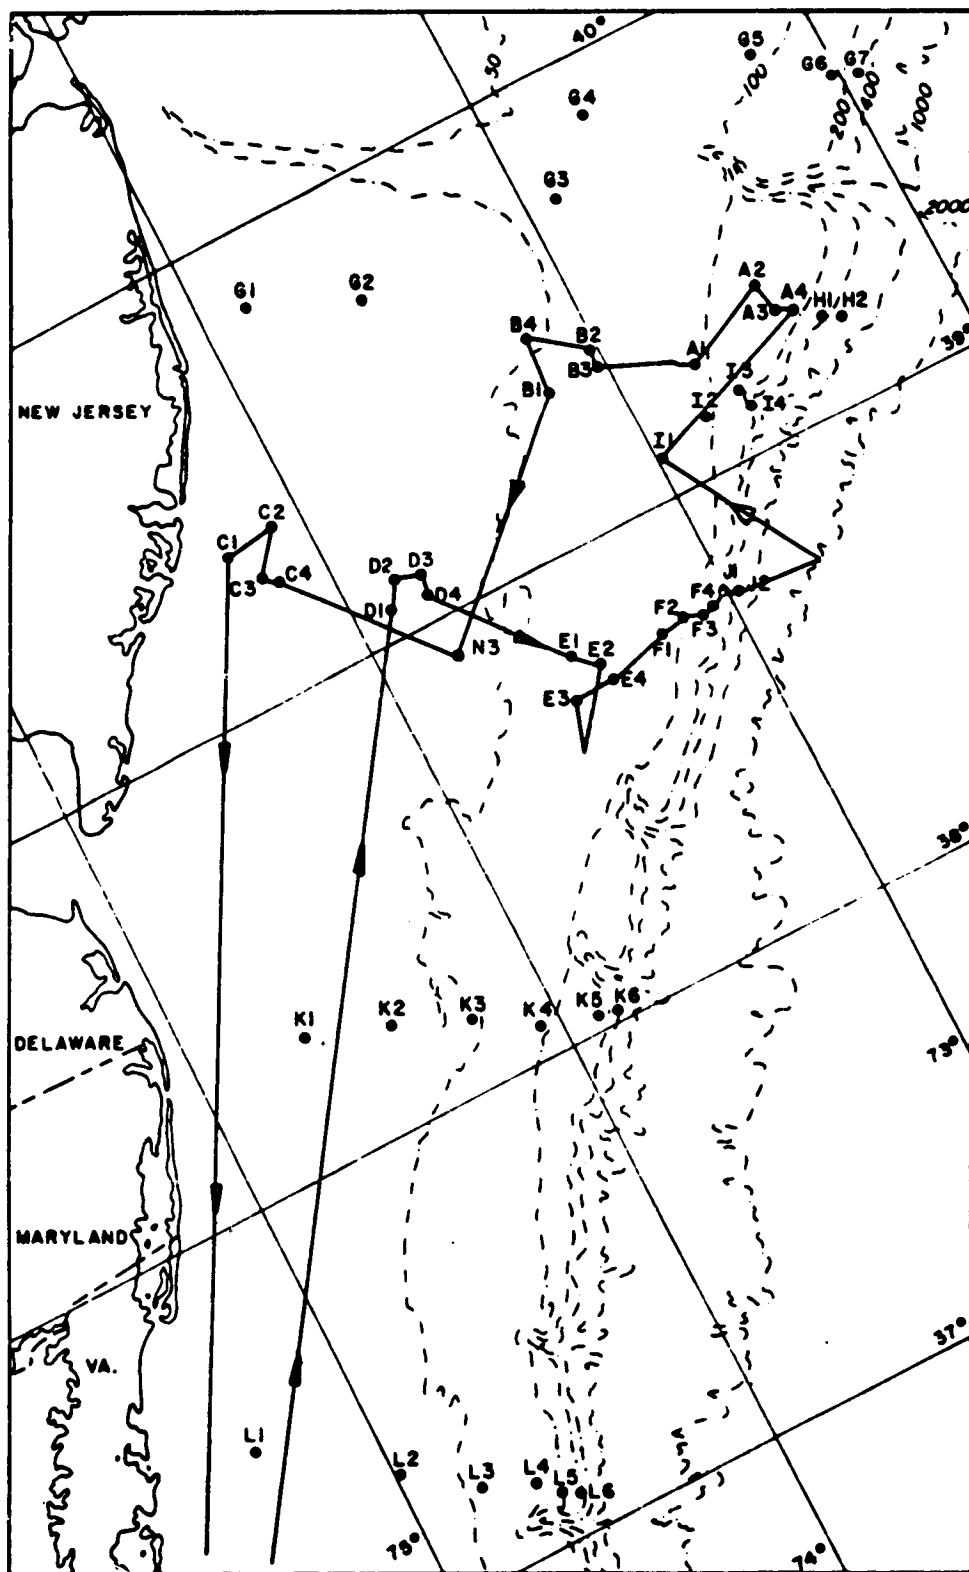 40°
G5
50
100
G6
G7
200
400
1000
G4
G3
2000
G1
G2
A2
A3
A4
H1/H2
B4
B2
B3
A1
39°
B1
I3
I2
I4
NEW JERSEY
I1
C2
C1
C3
C4
D2
D3
D1
D4
J1
J2
F4
F2
F3
F1
N3
E1
E2
E3
E4
38°
K1
K2
K3
K4
K5
K6
DELAWARE
73°
MARYLAND
37°
VA.
L1
L2
L3
L4
L5
L6
75°
74°